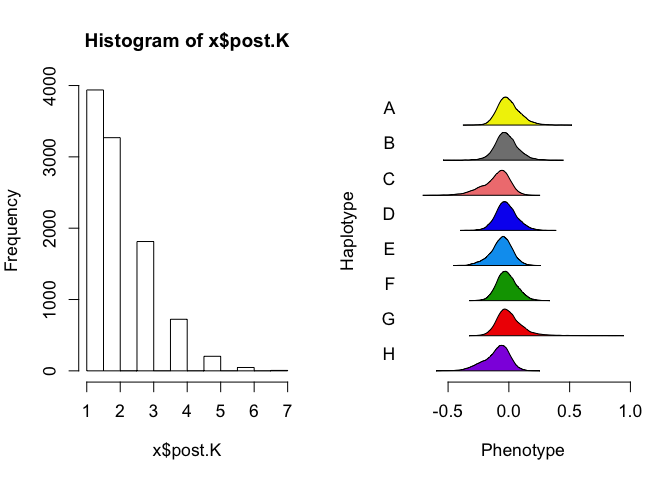 Histogram of x$post.K
Frequency
0
1000
2000
3000
4000
1 2 3 4 5 6 7
x$post.K
Haplotype
A
B
C
D
E
F
G
H
-0.5 0.0 0.5 1.0
Phenotype